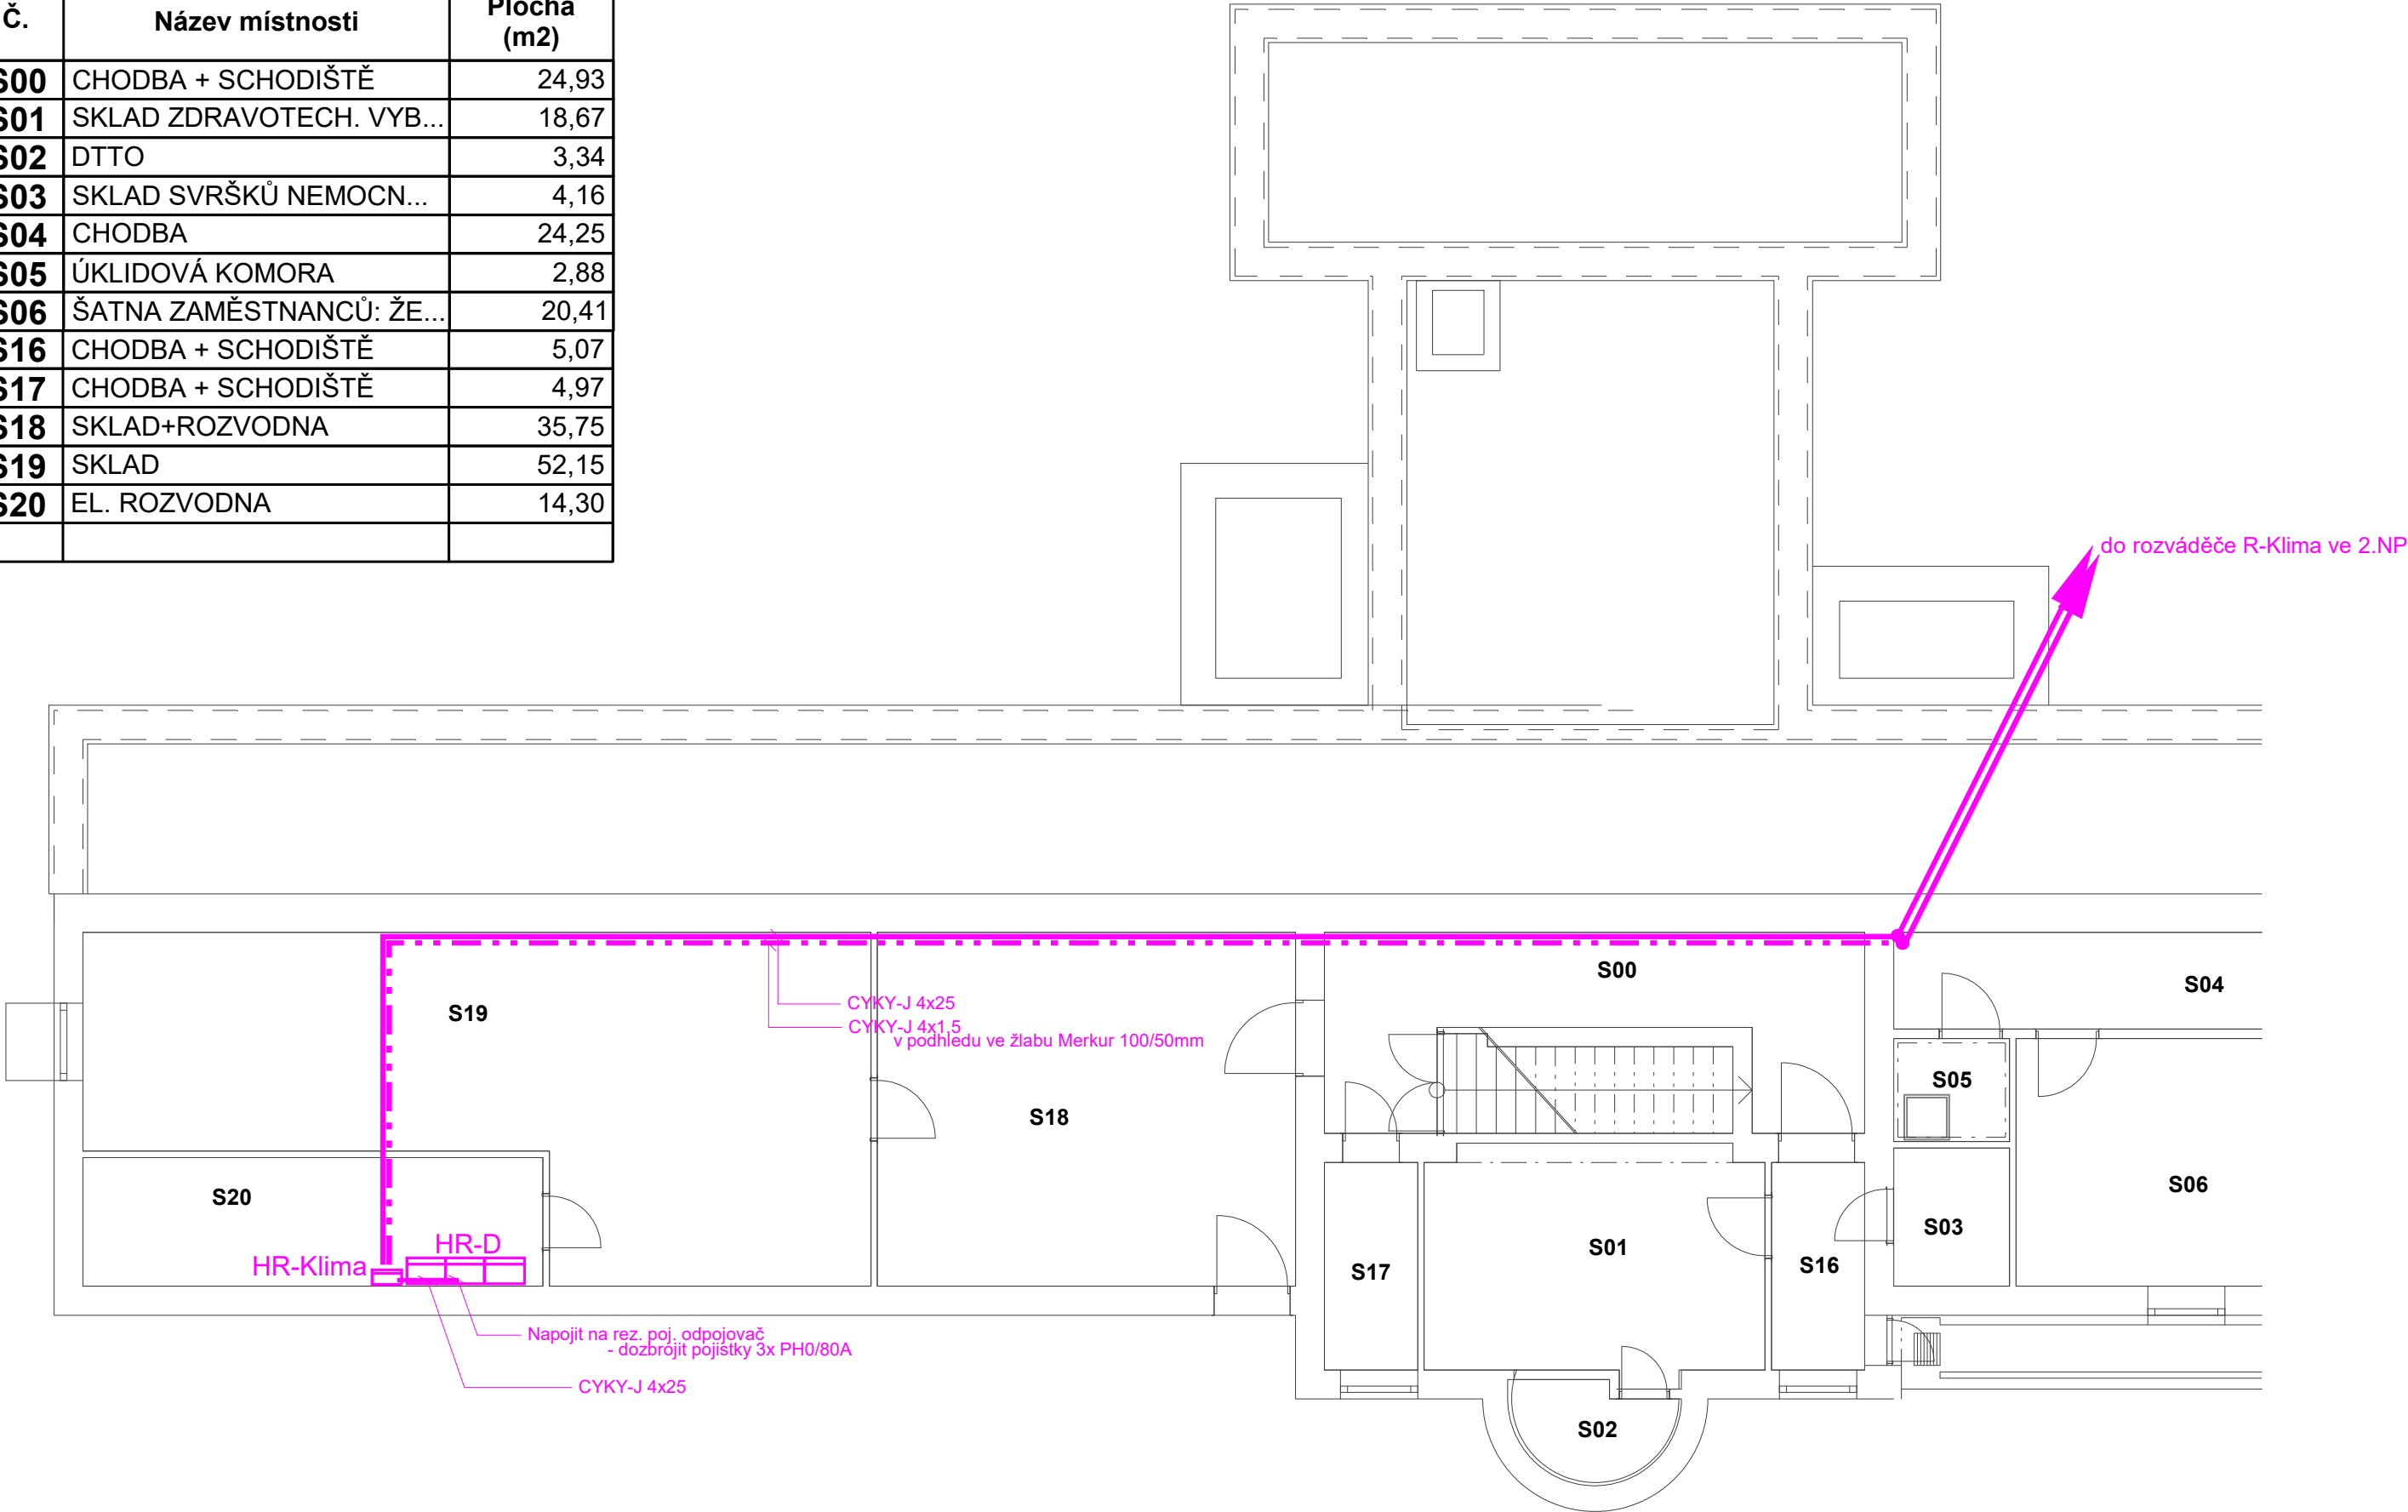 Č. Název místnosti Plocha
(m2)
S00 CHODBA + SCHODIŠTĚ 24,93
S01 SKLAD ZDRAVOTECH. VYB... 18,67
S02 DTTO 3,34
S03 SKLAD SVRŠKŮ NEMOCN... 4,16
S04 CHODBA 24,25
S05 ÚKLIDOVÁ KOMORA 2,88
S06 ŠATNA ZAMĚSTNANCŮ: ŽE... 20,41
S16 CHODBA + SCHODIŠTĚ 5,07
S17 CHODBA + SCHODIŠTĚ 4,97
S18 SKLAD+ROZVODNA 35,75
S19 SKLAD 52,15
S20 EL. ROZVODNA 14,30
do rozváděče R-Klima ve 2.NP
S00
S04
S19
CYKY-J 4x25
CYKY-J 4x1,5
v podhledu ve žlabu Merkur 100/50mm
S05
S18
S20
S06
S03
S01
S17
S16
HR-D
HR-Klima
Napojit na rez. poj. odpojovač
- dozbrojit pojistky 3x PH0/80A
CYKY-J 4x25
S02